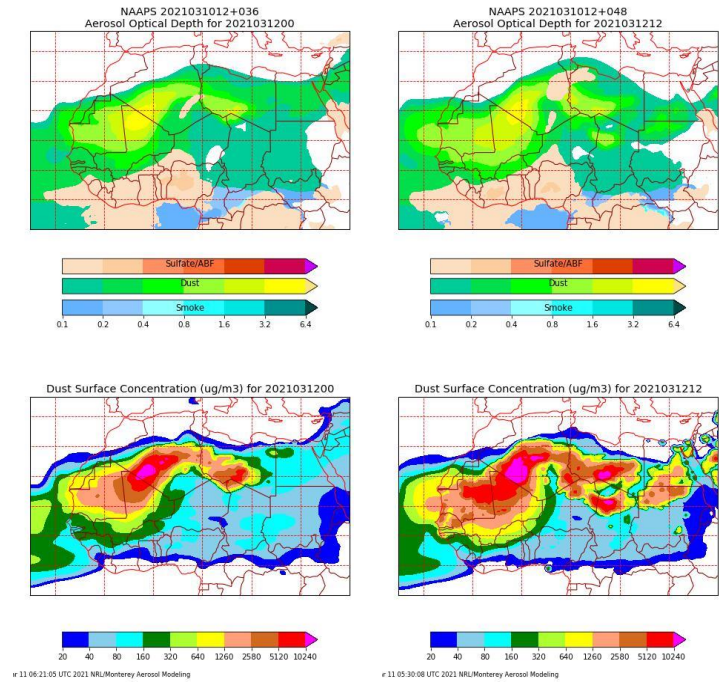 NAAPS 2021031012+036
Aerosol Optical Depth for 2021031200
NAAPS 2021031012+048
Aerosol Optical Depth for 2021031212
Sulfate/ABF
Dust
Smoke
0.1 0.2 0.4 0.8 1.6 3.2 6.4
Sulfate/ABF
Dust
Smoke
0.1 0.2 0.4 0.8 1.6 3.2 6.4
Dust Surface Concentration (ug/m3) for 2021031200
Dust Surface Concentration (ug/m3) for 2021031212
20 40 80 160 320 640 1260 2580 5120 10240
20 40 80 160 320 640 1260 2580 5120 10240
r 11 06:21:05 UTC 2021 NRL/Monterey Aerosol Modeling
r 11 05:30:08 UTC 2021 NRL/Monterey Aerosol Modeling